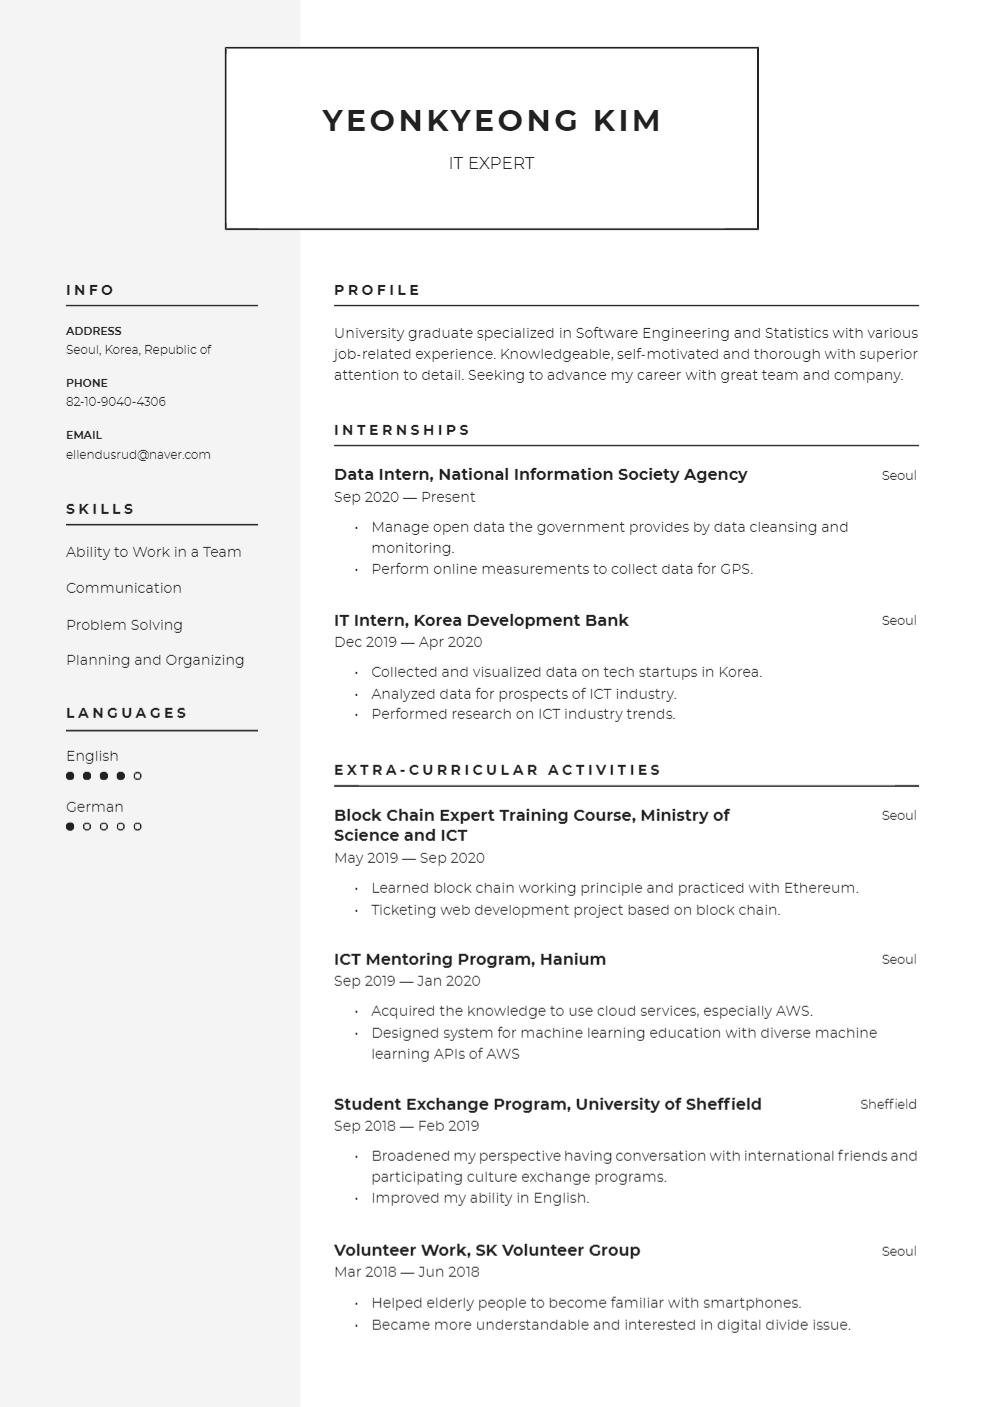 YEONKYEONG KIM
IT EXPERT
INFO
ADDRESS
Seoul, Korea, Republic of
PHONE
82-10-9040-4306
EMAIL
ellendusrud@naver.com
SKILLS
Ability to Work in a Team
Communication
Problem Solving
Planning and Organizing
LANGUAGES
English
German
PROFILE
University graduate specialized in Software Engineering and Statistics with various
job-related experience. Knowledgeable, self-motivated and thorough with superior
attention to detail. Seeking to advance my career with great team and company.
INTERNSHIPS
Data Intern, National Information Society Agency Seoul
Sep 2020 — Present
• Manage open data the government provides by data cleansing and
monitoring.
• Perform online measurements to collect data for GPS.
IT Intern, Korea Development Bank Seoul
Dec 2019 — Apr 2020
• Collected and visualized data on tech startups in Korea.
• Analyzed data for prospects of ICT industry.
• Performed research on ICT industry trends.
EXTRA-CURRICULAR ACTIVITIES
Block Chain Expert Training Course, Ministry of Seoul
Science and ICT
May 2019 — Sep 2020
• Learned block chain working principle and practiced with Ethereum.
• Ticketing web development project based on block chain.
ICT Mentoring Program, Hanium Seoul
Sep 2019 — Jan 2020
• Acquired the knowledge to use cloud services, especially AWS.
• Designed system for machine learning education with diverse machine
learning APIs of AWS
Student Exchange Program, University of Sheffield Sheffield
Sep 2018 — Feb 2019
• Broadened my perspective having conversation with international friends and
participating culture exchange programs.
• Improved my ability in English.
Volunteer Work, SK Volunteer Group Seoul
Mar 2018 — Jun 2018
• Helped elderly people to become familiar with smartphones.
• Became more understandable and interested in digital divide issue.